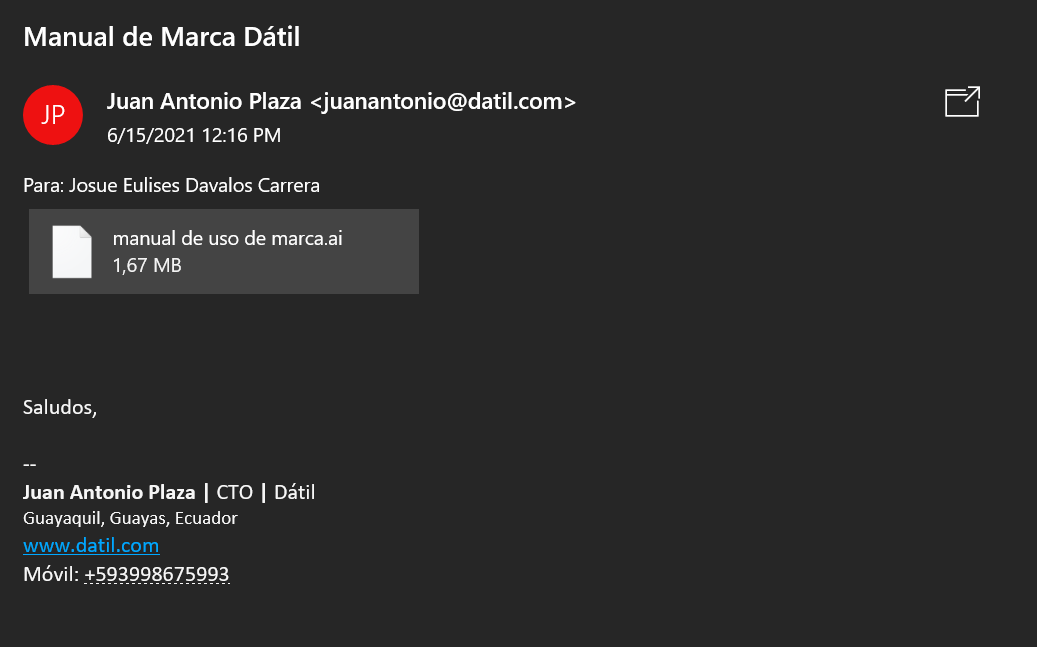 Manual de Marca Dátil
JP
Juan Antonio Plaza <juanantonio@datil.com>
6/15/2021 12:16 PM
Para: Josue Eulises Davalos Carrera
manual de uso de marca.ai
1,67 MB
Saludos,
--
Juan Antonio Plaza | CTO | Dátil
Guayaquil, Guayas, Ecuador
www.datil.com
Móvil: +593998675993